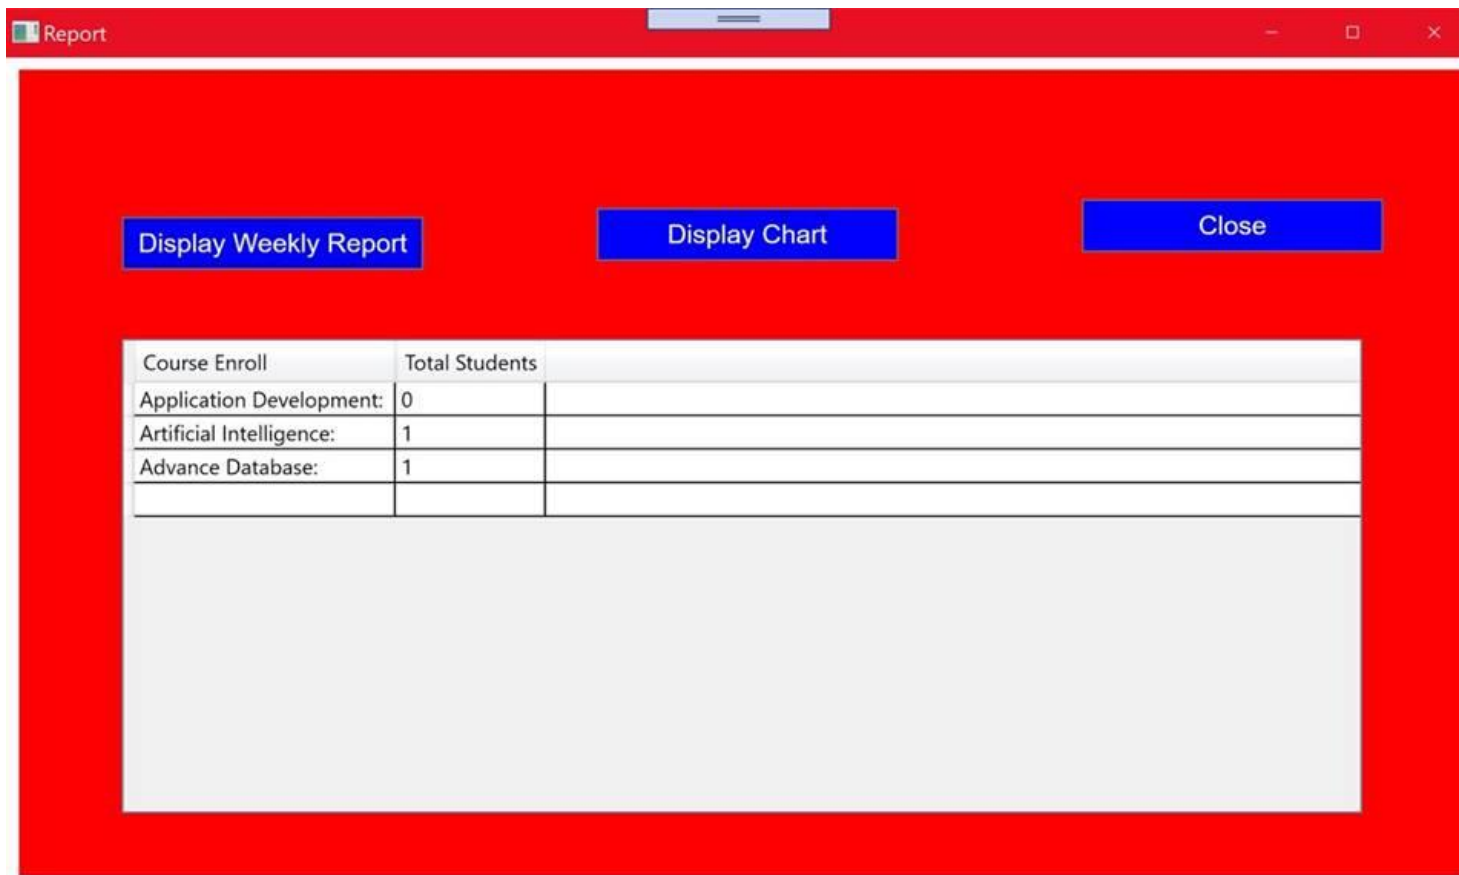 Report
Display Weekly Report
Display Chart
Close
Course Enroll Total Students
Application Development: 0
Artificial Intelligence: 1
Advance Database: 1